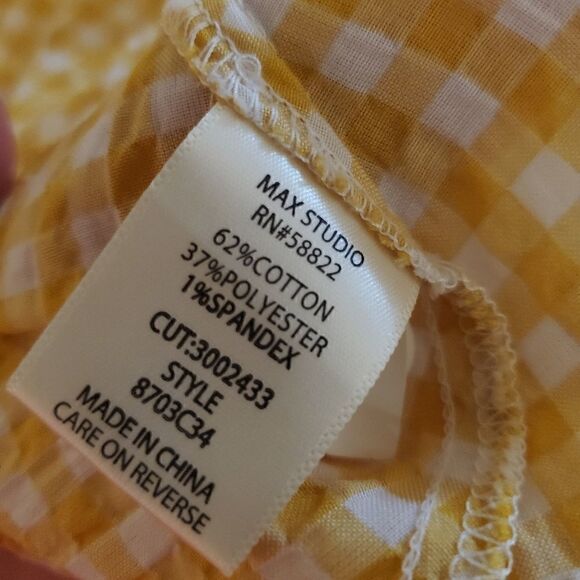 MAX STUDIO
RN#58822
62%COTTON
37%POLYESTER
1%SPANDEX
CUT:3002433
STYLE
8703C34
MADE IN CHINA
CARE ON REVERSE